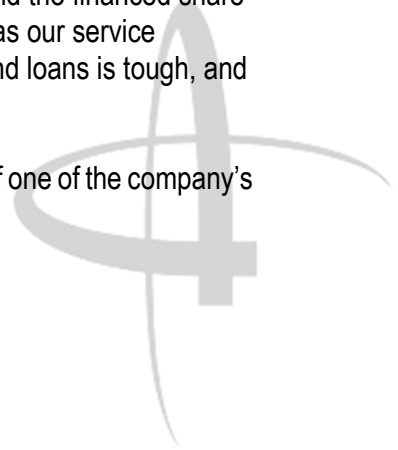 nd the financed share
as our service
nd loans is tough, and
f one of the company's